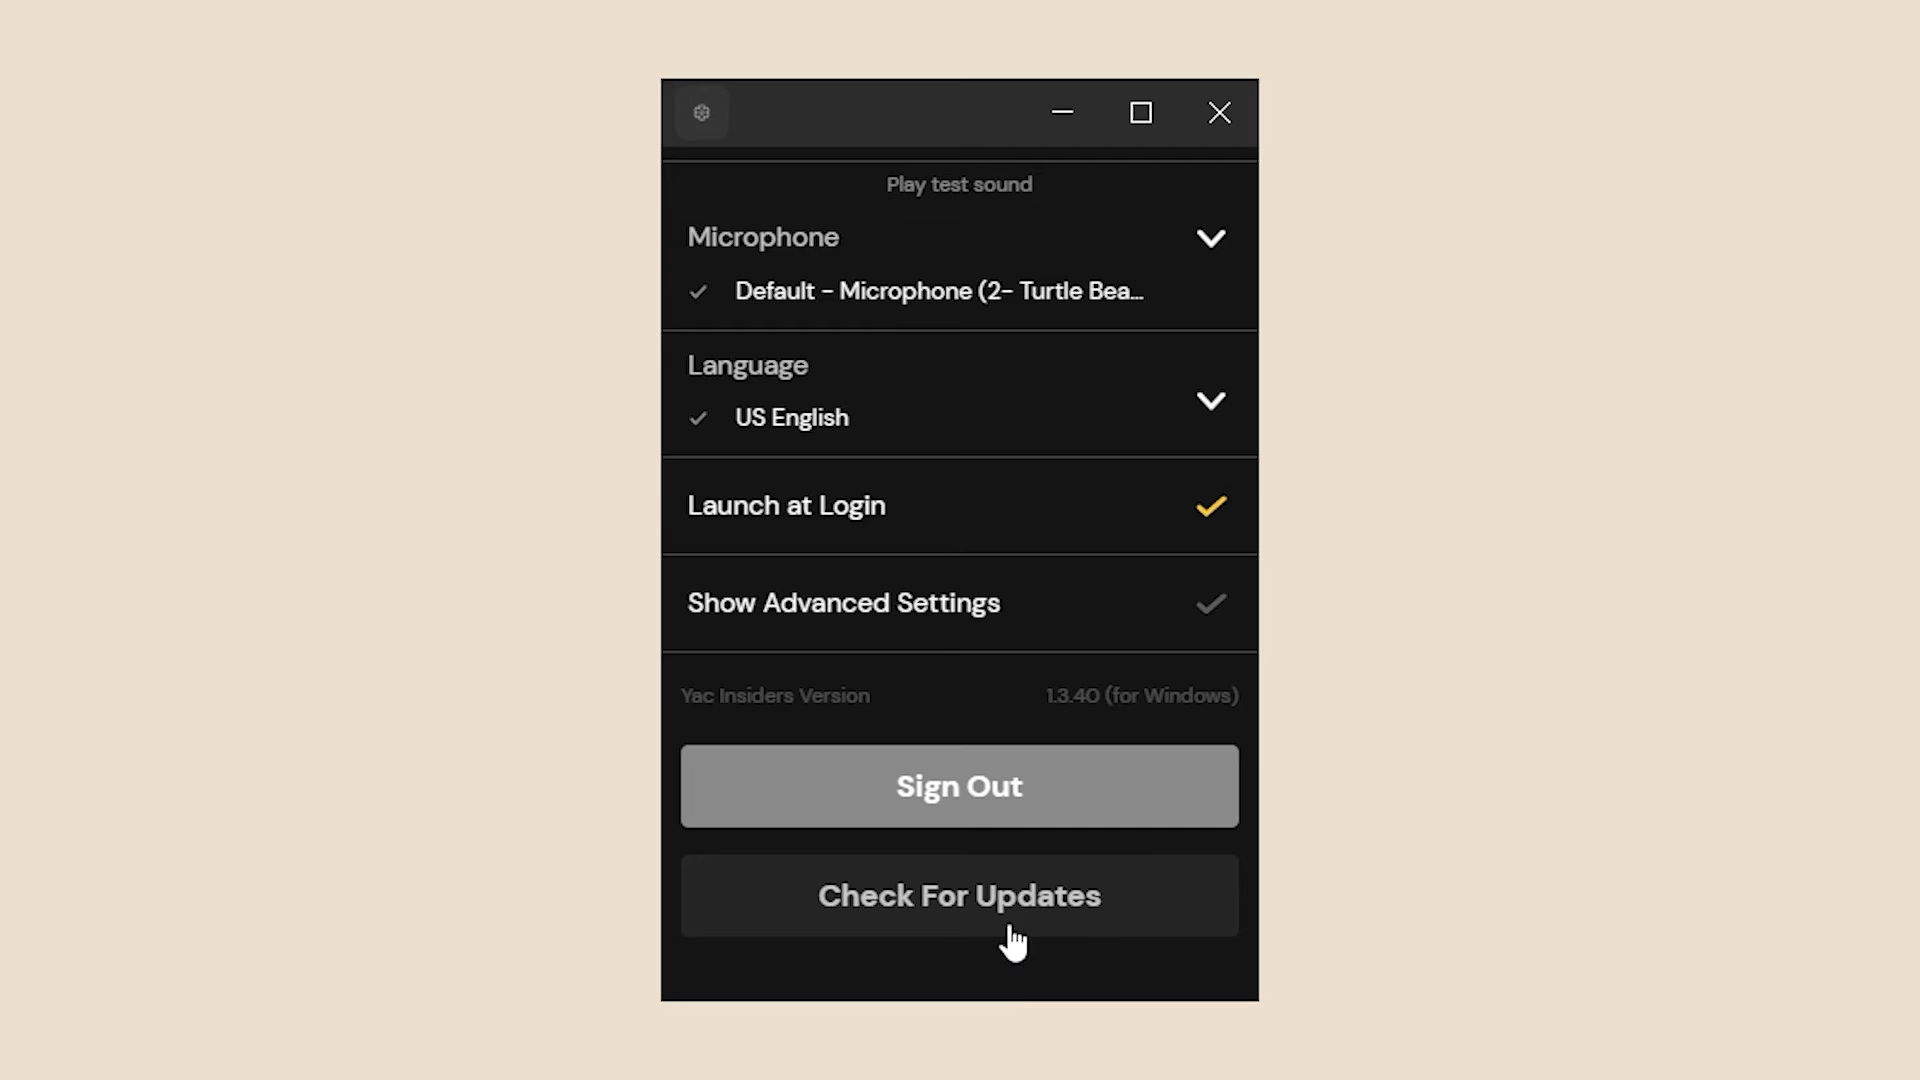 Play test sound
Microphone
Default - Microphone (2- Turtle Bea...
Language
US English
Launch at Login
Show Advanced Settings
Yac Insiders Version 1.3.40 (for Windows)
Sign Out
Check For Updates